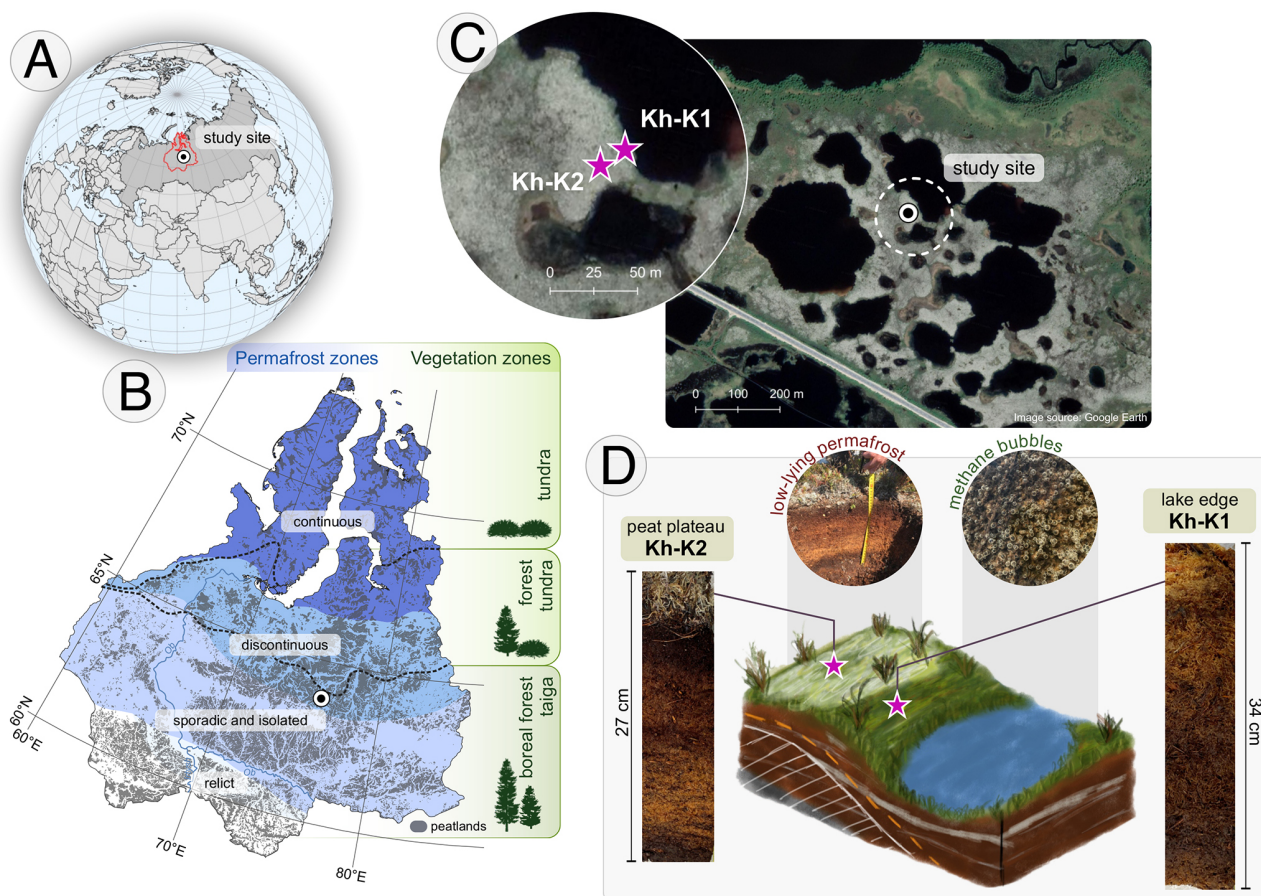 A
study site
B
Permafrost zones
Vegetation zones
70°N
65°N
60°N
60°E
70°E
80°E
continuous
discontinuous
sporadic and isolated
relict
Ob
Ob
tundra
forest
tundra
boreal forest
taiga
peatlands
C
Kh-K1
Kh-K2
0 25 50 m
study site
0 100 200 m
Image source: Google Earth
D
low-lying permafrost
methane bubbles
peat plateau
Kh-K2
lake edge
Kh-K1
27 cm
34 cm